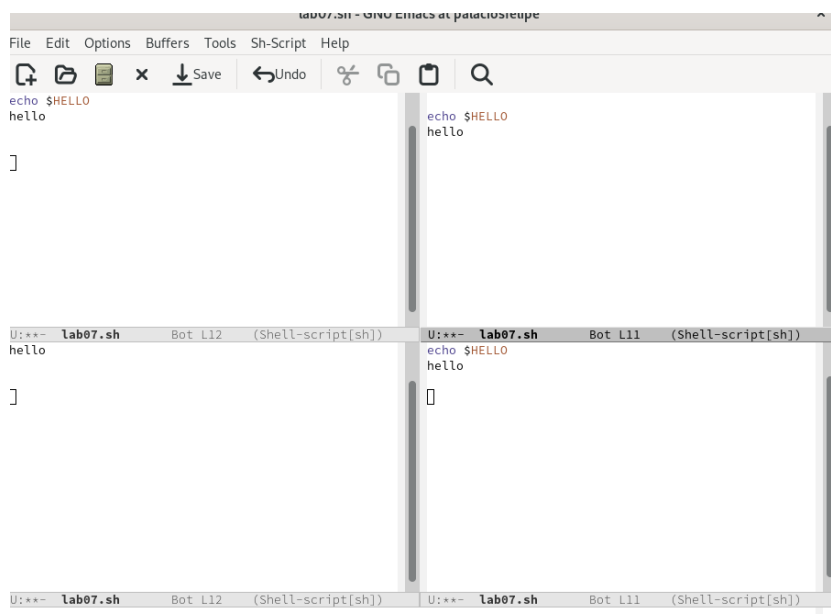 lab07.sh - GNU Emacs at palaciosfelipe
File Edit Options Buffers Tools Sh-Script Help
Save Undo
echo $HELLO
hello
U:**- lab07.sh Bot L12 (Shell-script[sh])
echo $HELLO
hello
U:**- lab07.sh Bot L11 (Shell-script[sh])
hello
U:**- lab07.sh Bot L12 (Shell-script[sh])
echo $HELLO
hello
U:**- lab07.sh Bot L11 (Shell-script[sh])